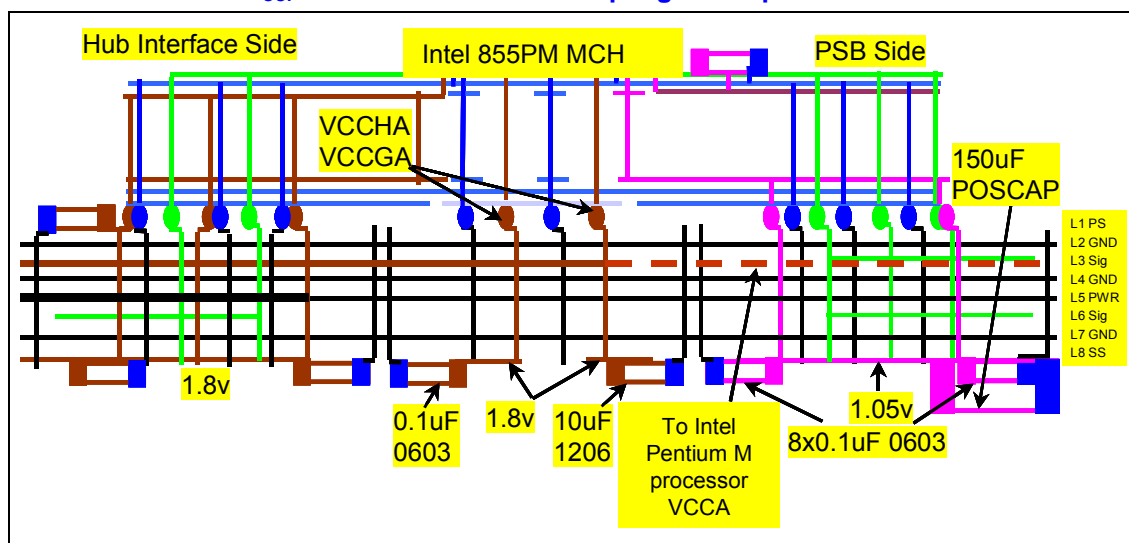 Hub Interface Side
Intel 855PM MCH
PSB Side
VCCHA
VCCGA
150uF
POSCAP
L1 PS
L2 GND
L3 Sig
L4 GND
L5 PWR
L6 Sig
L7 GND
L8 SS
1.8v
0.1uF
0603
1.8v
10uF
1206
To Intel
Pentium M
processor
VCCA
1.05v
8x0.1uF 0603